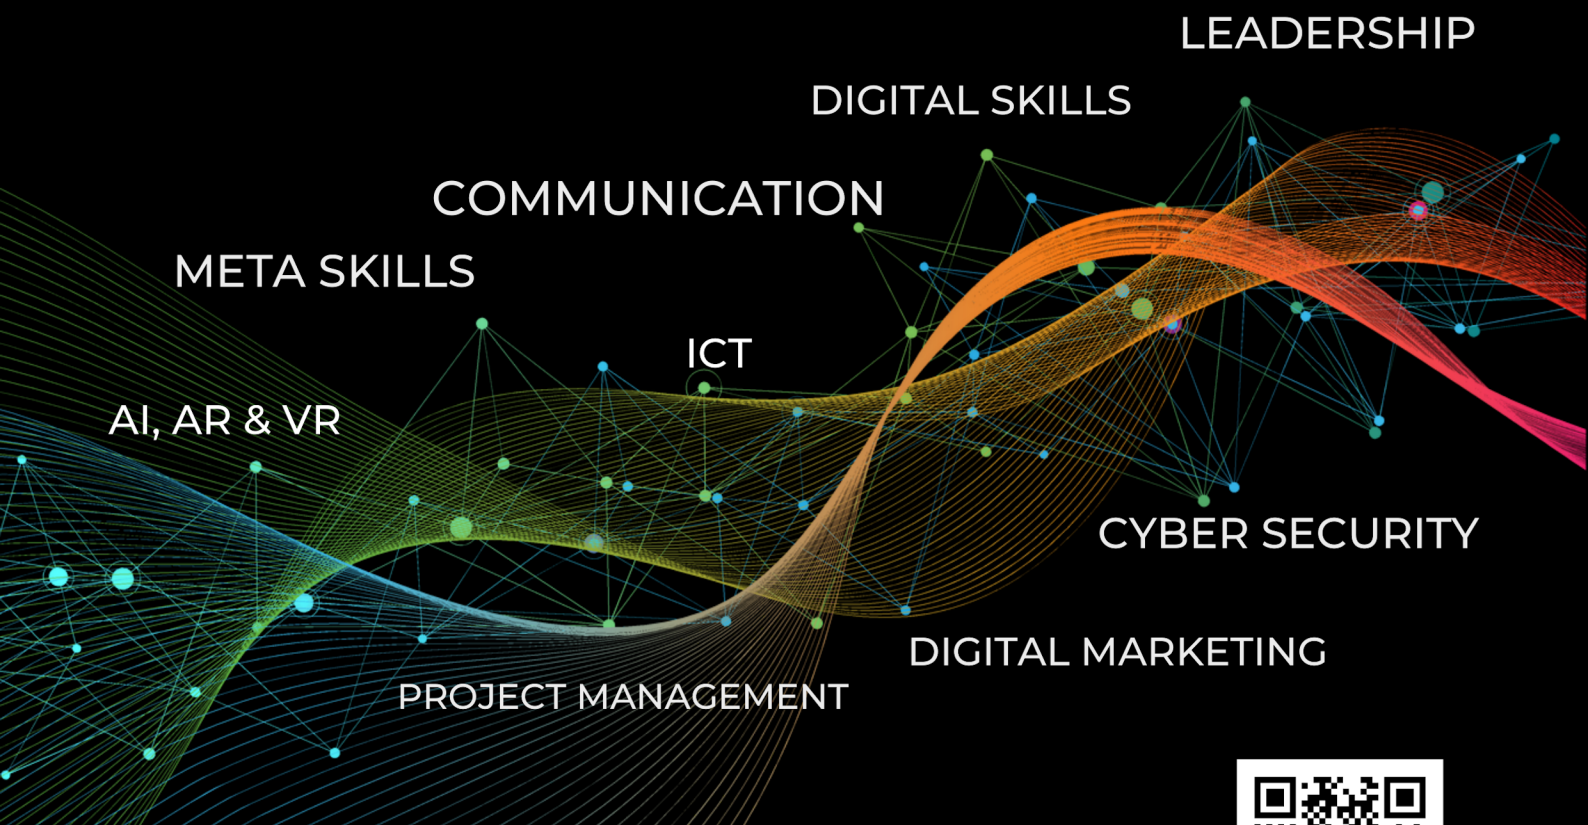 LEADERSHIP
DIGITAL SKILLS
COMMUNICATION
META SKILLS
ICT
AI, AR & VR
CYBER SECURITY
DIGITAL MARKETING
PROJECT MANAGEMENT